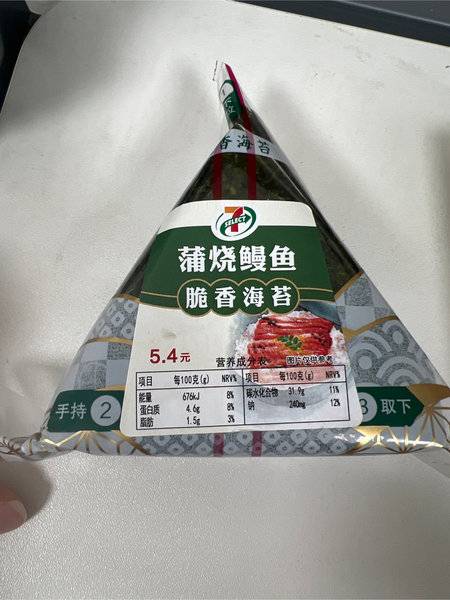 香海苔
7
SELECT
蒲烧鳗鱼
脆香海苔
5.4元
营养成分表 图片仅供参考
项目 每100克(g) NRV% 项目 每100克(g) NRV%
能量 676kJ 8% 碳水化合物 31.9g 11%
蛋白质 4.6g 8% 钠 240mg 12%
脂肪 1.5g 3%
手持 2
3 取下